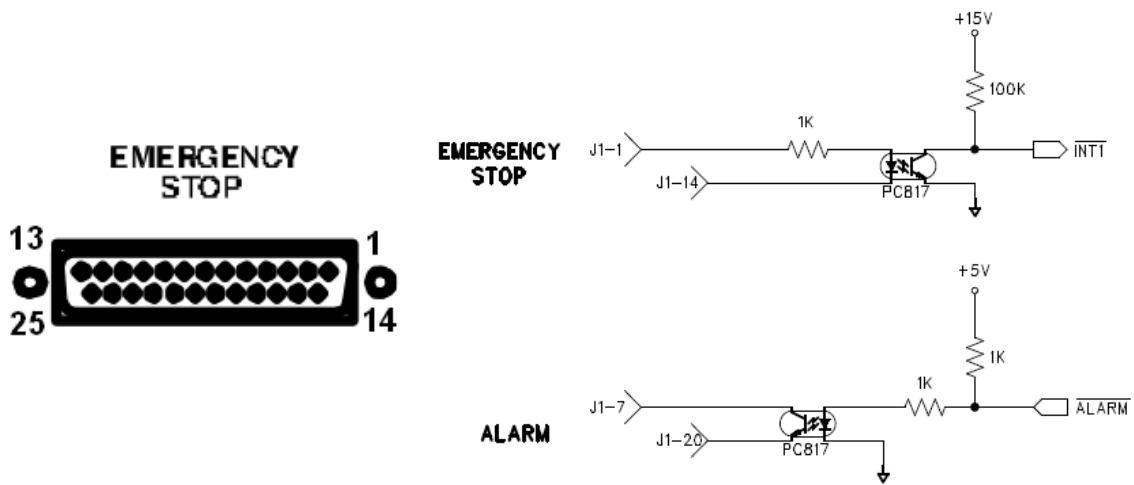 EMERGENCY
STOP
13
1
25
14
EMERGENCY
STOP
J1-1
1K
+15V
100K
INT1
J1-14
PC817
ALARM
J1-7
1K
+5V
1K
ALARM
J1-20
PC817